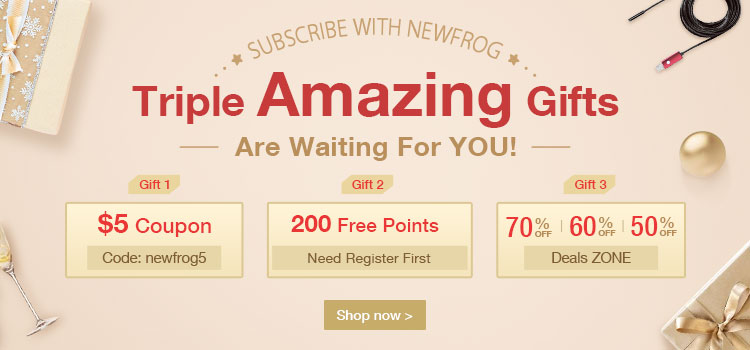 SUBSCRIBE WITH NEWFROG
Triple Amazing Gifts
Are Waiting For YOU!
Gift 1
$5 Coupon
Code: newfrog5
Gift 2
200 Free Points
Need Register First
Gift 3
70% OFF | 60% OFF | 50% OFF
Deals ZONE
Shop now >